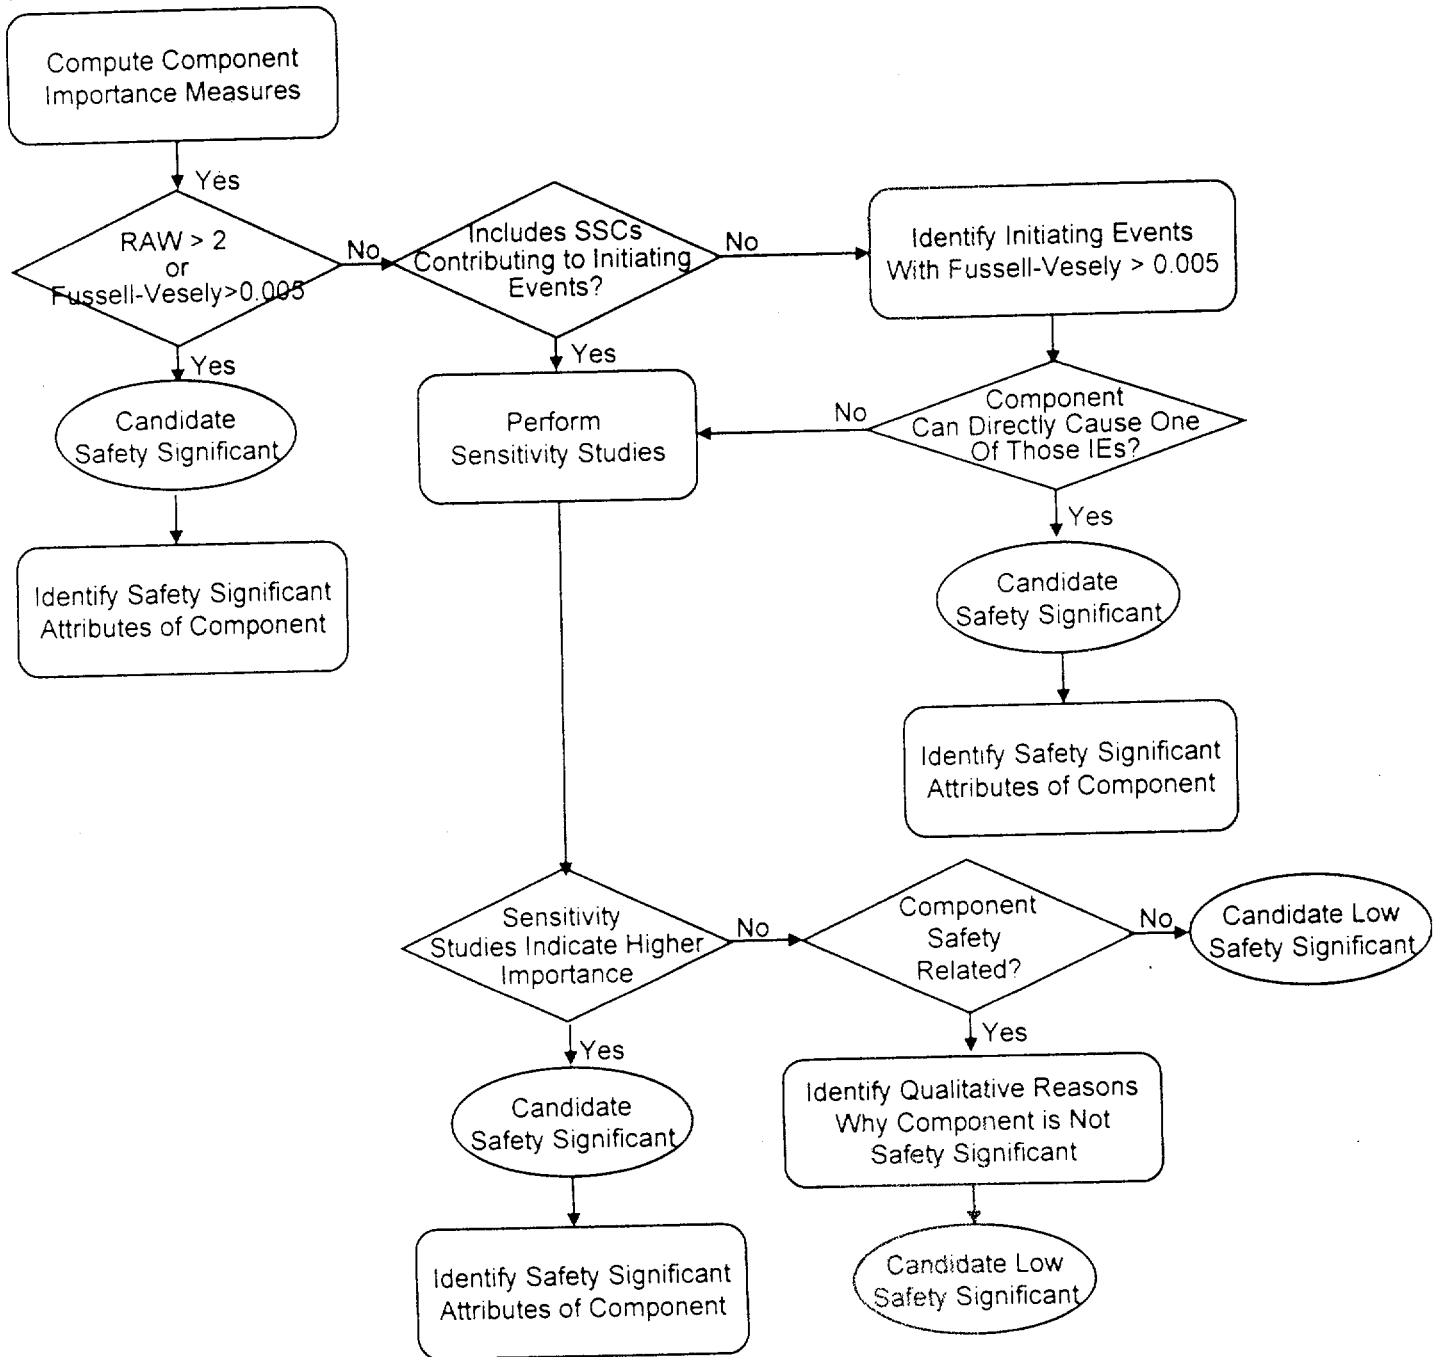 Compute Component
Importance Measures
Yes
RAW > 2
or
Fussell-Vesely>0.005
No
Includes SSCs
Contributing to Initiating
Events?
No
Identify Initiating Events
With Fussell-Vesely > 0.005
Yes
Candidate
Safety Significant
Yes
Perform
Sensitivity Studies
No
Component
Can Directly Cause One
Of Those IEs?
Identify Safety Significant
Attributes of Component
Yes
Candidate
Safety Significant
Identify Safety Significant
Attributes of Component
Sensitivity
Studies Indicate Higher
Importance
No
Component
Safety
Related?
No
Candidate Low
Safety Significant
Yes
Candidate
Safety Significant
Yes
Identify Qualitative Reasons
Why Component is Not
Safety Significant
Identify Safety Significant
Attributes of Component
Candidate Low
Safety Significant